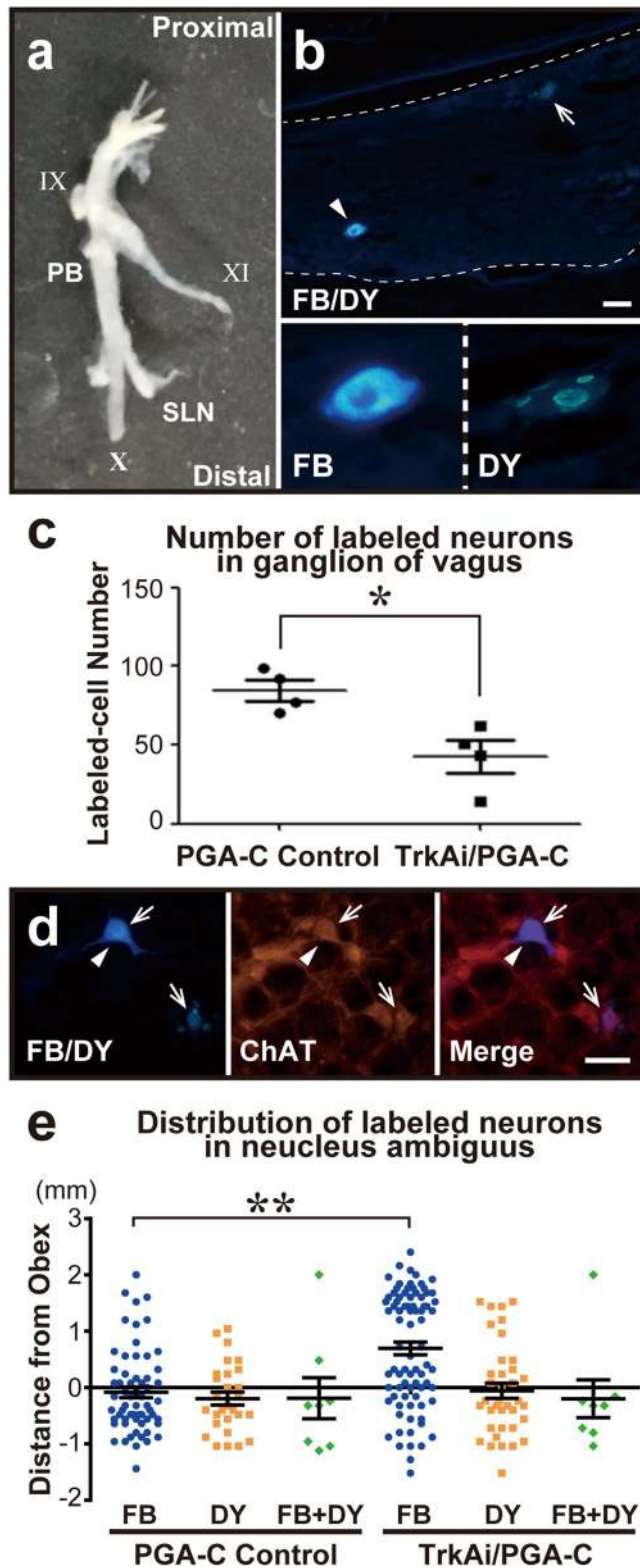 a
Proximal
IX
PB
XI
SLN
X
Distal
b
FB/DY
FB
DY
c
Number of labeled neurons
in ganglion of vagus
Labeled-cell Number
150
100
50
0
*
PGA-C Control
TrkAi/PGA-C
d
FB/DY
ChAT
Merge
e
Distribution of labeled neurons
in neucleus ambiguus
(mm)
Distance from Obex
3
2
1
0
-1
-2
**
FB DY FB+DY FB DY FB+DY
PGA-C Control TrkAi/PGA-C